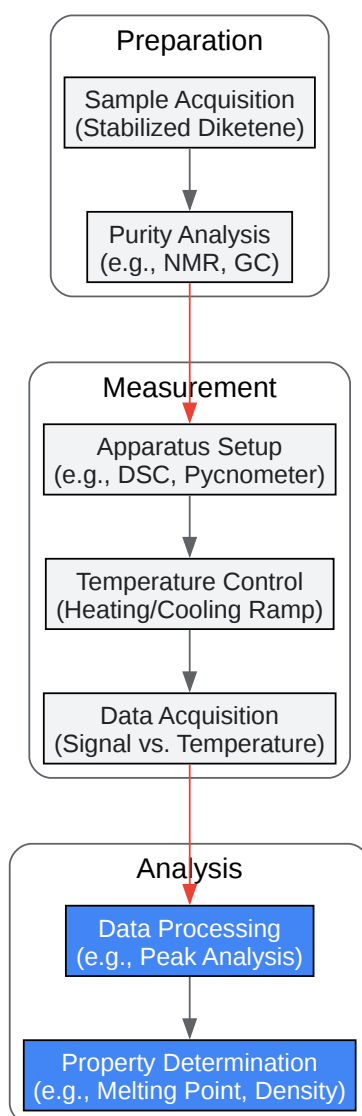 Preparation
Sample Acquisition
(Stabilized Diketene)
Purity Analysis
(e.g., NMR, GC)
Measurement
Apparatus Setup
(e.g., DSC, Pycnometer)
Temperature Control
(Heating/Cooling Ramp)
Data Acquisition
(Signal vs. Temperature)
Analysis
Data Processing
(e.g., Peak Analysis)
Property Determination
(e.g., Melting Point, Density)